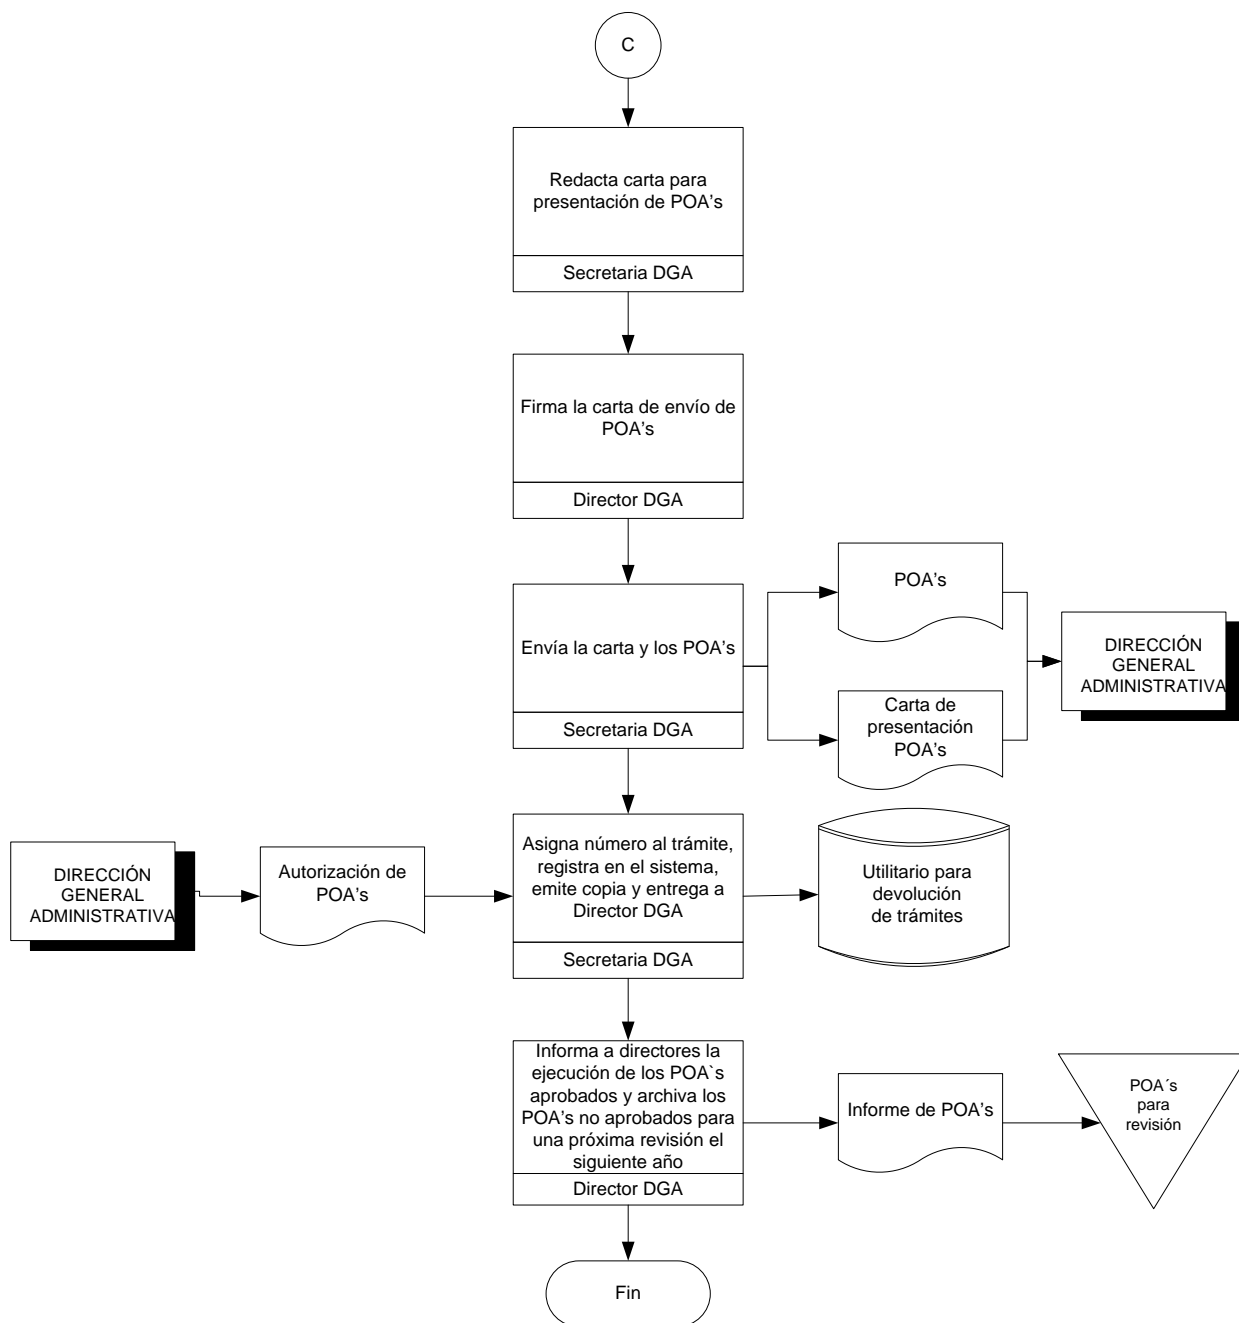 C
Redacta carta para
presentación de POA’s
Secretaria DGA
Firma la carta de envío de
POA’s
Director DGA
Envía la carta y los POA’s
Secretaria DGA
POA’s
Carta de
presentación
POA’s
DIRECCIÓN
GENERAL
ADMINISTRATIVA
DIRECCIÓN
GENERAL
ADMINISTRATIVA
Autorización de
POA’s
Asigna número al trámite,
registra en el sistema,
emite copia y entrega a
Director DGA
Secretaria DGA
Utilitario para
devolución
de trámites
Informa a directores la
ejecución de los POA`s
aprobados y archiva los
POA’s no aprobados para
una próxima revisión el
siguiente año
Director DGA
Informe de POA’s
POA´s
para
revisión
Fin